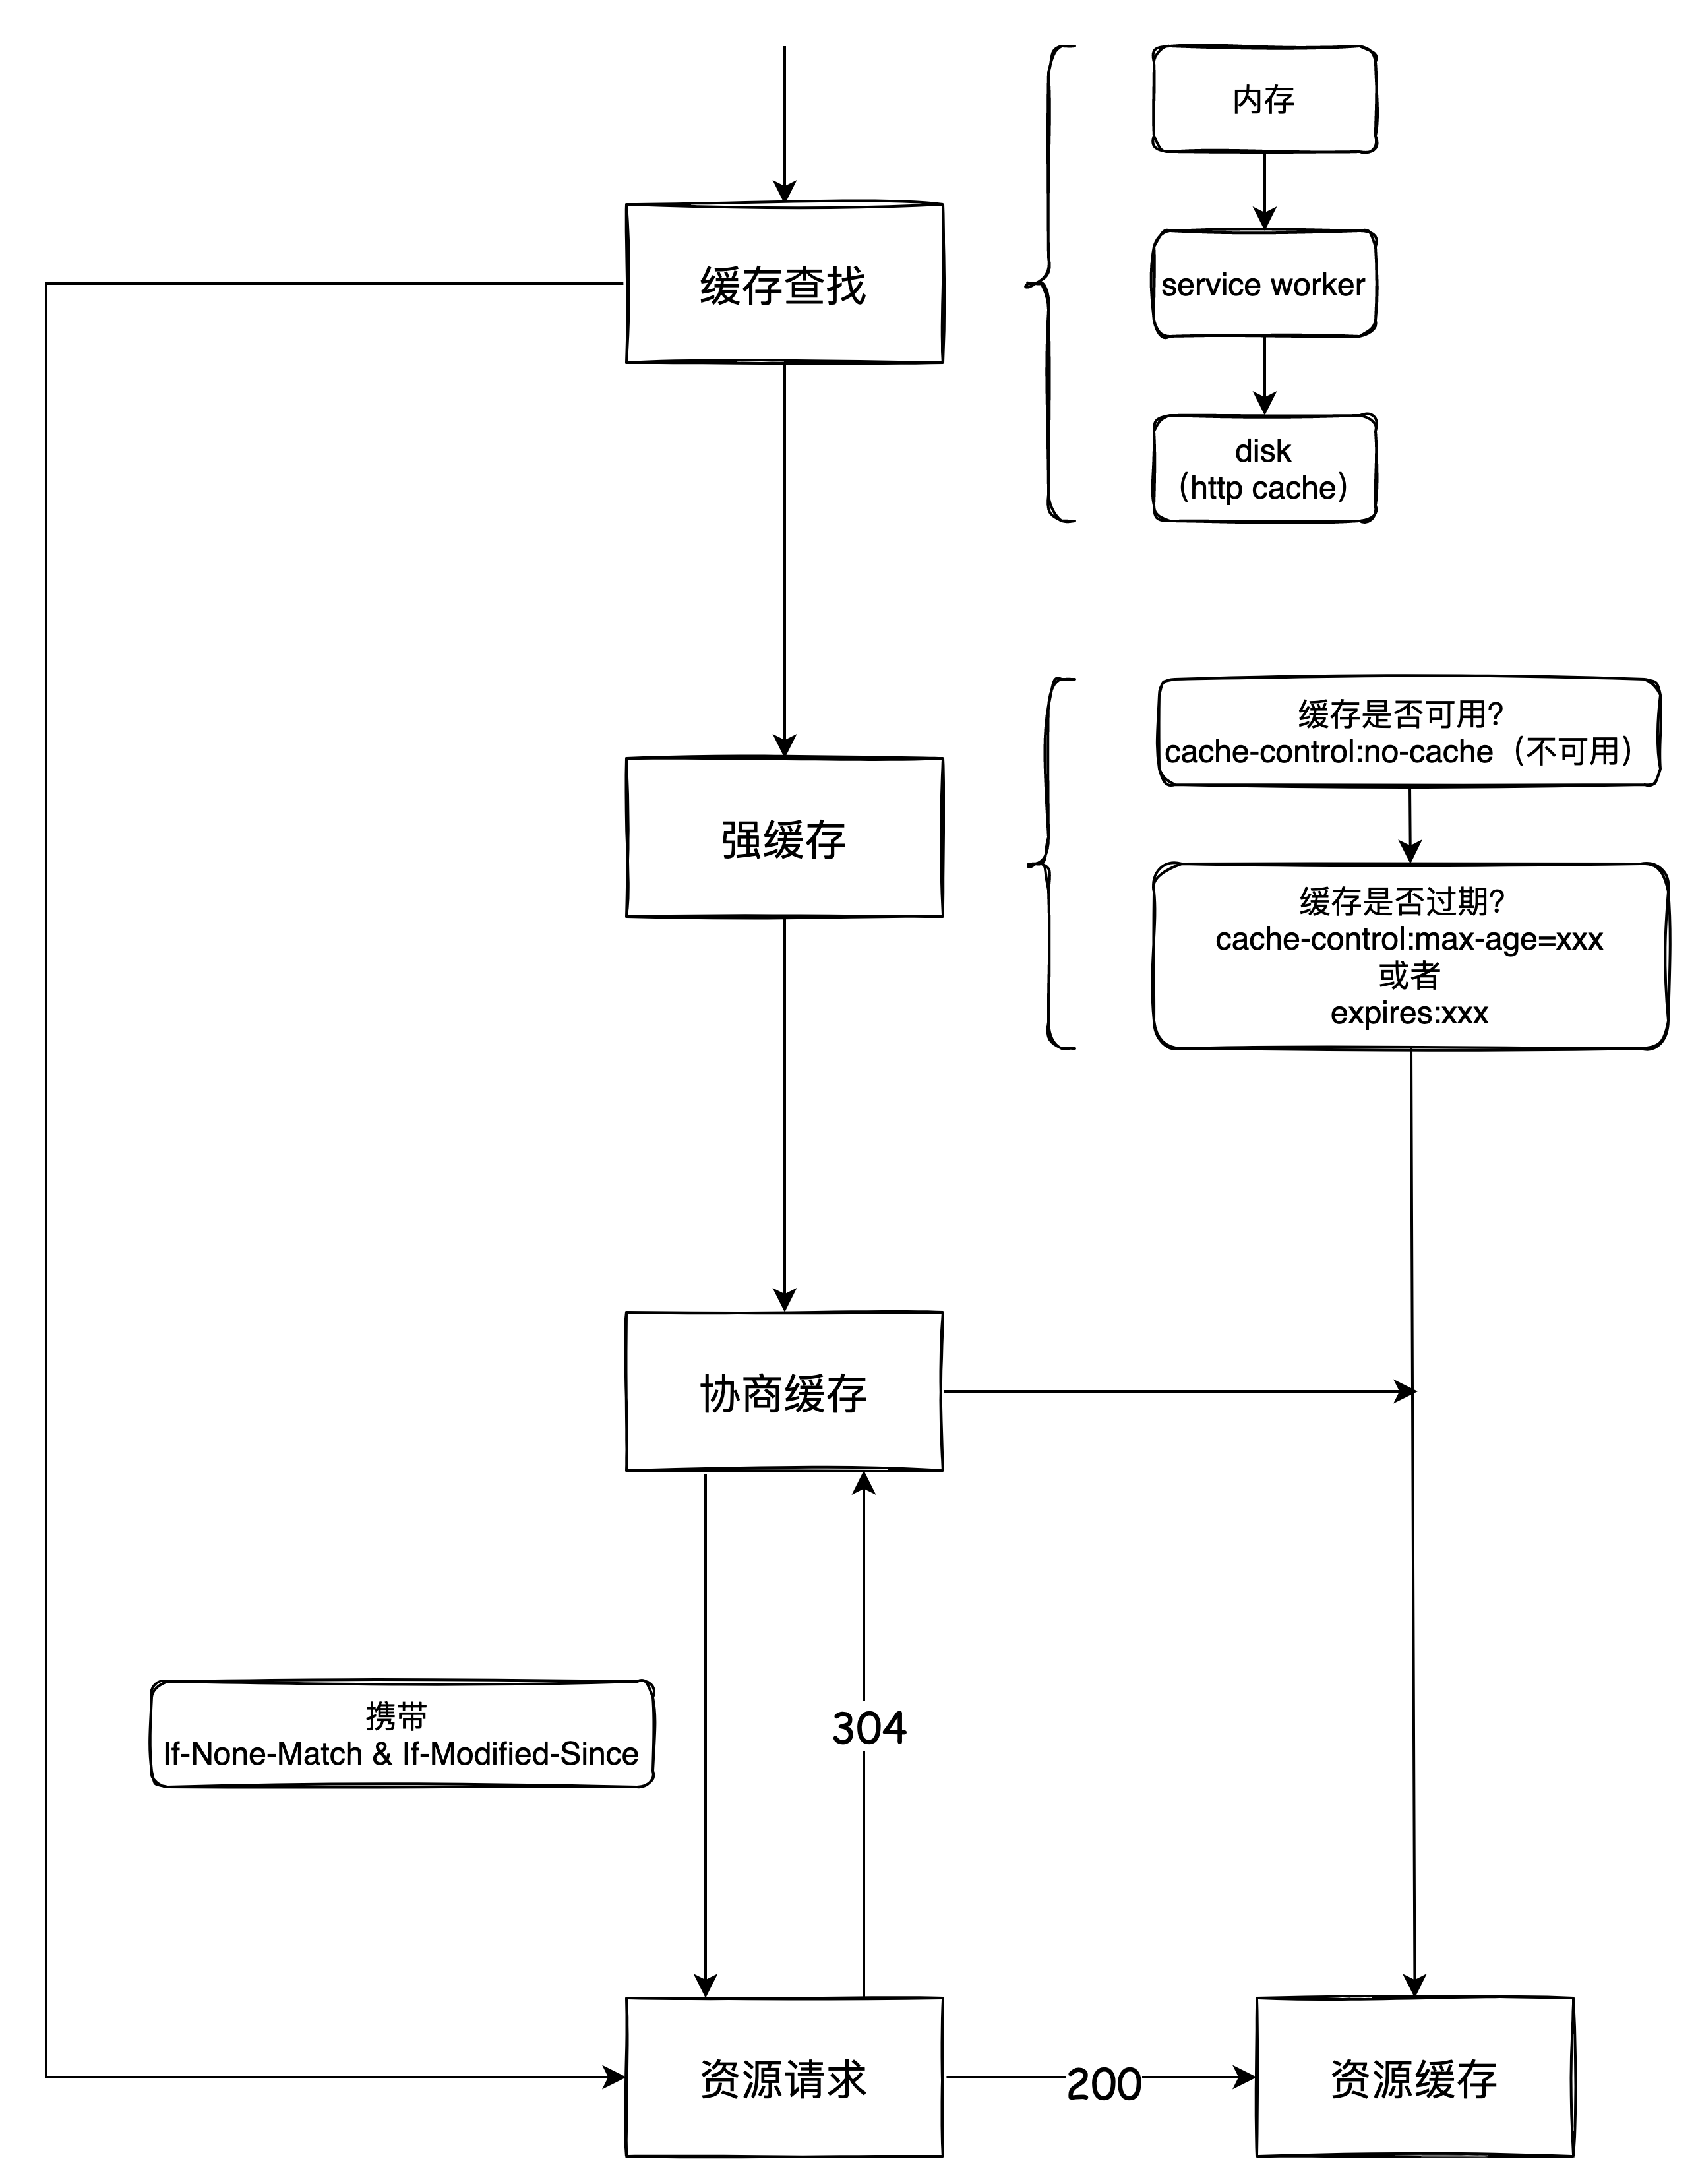 内存
缓存查找
service worker
disk
（http cache）
缓存是否可用？
cache-control:no-cache（不可用）
强缓存
缓存是否过期？
cache-control:max-age=xxx
或者
expires:xxx
协商缓存
携带
If-None-Match & If-Modified-Since
304
资源请求
200
资源缓存